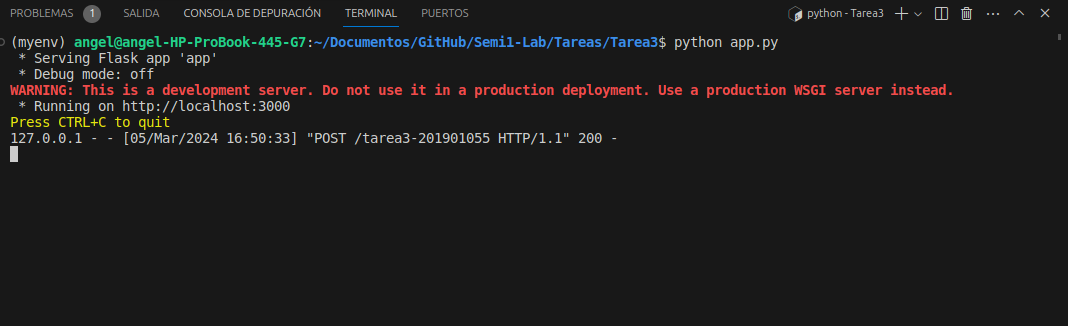 PROBLEMAS 1 SALIDA CONSOLA DE DEPURACIÓN TERMINAL PUERTOS python - Tarea3
(myenv) angel@angel-HP-ProBook-445-G7:~/Documentos/GitHub/Semi1-Lab/Tareas/Tarea3$ python app.py
* Serving Flask app 'app'
* Debug mode: off
WARNING: This is a development server. Do not use it in a production deployment. Use a production WSGI server instead.
* Running on http://localhost:3000
Press CTRL+C to quit
127.0.0.1 - - [05/Mar/2024 16:50:33] "POST /tarea3-201901055 HTTP/1.1" 200 -